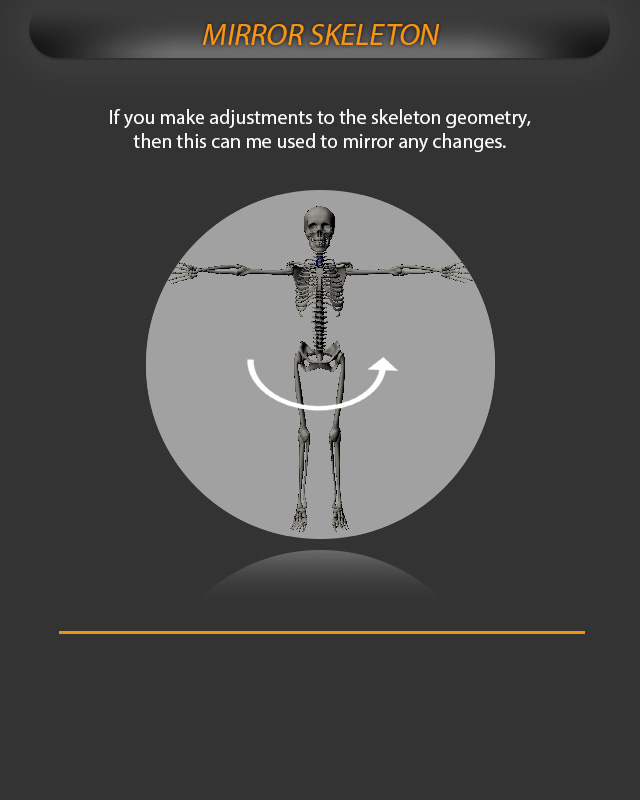 MIRROR SKELETON
If you make adjustments to the skeleton geometry,
then this can me used to mirror any changes.